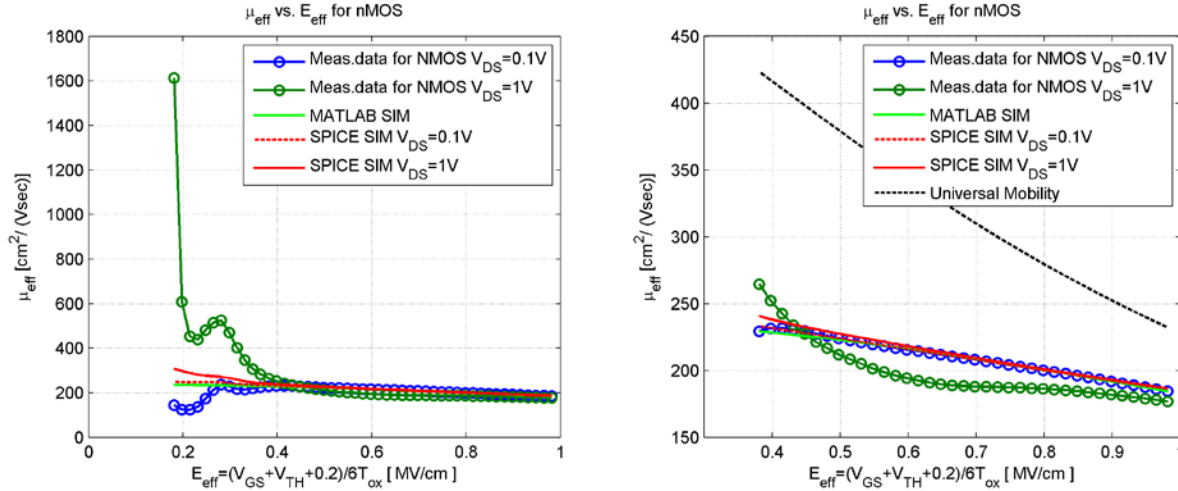 μeff vs. Eeff for nMOS
1800
1600
1400
1200
1000
800
600
400
200
0
μeff [cm2/ (Vsec)]
Meas.data for NMOS VDS=0.1V
Meas.data for NMOS VDS=1V
MATLAB SIM
SPICE SIM VDS=0.1V
SPICE SIM VDS=1V
0 0.2 0.4 0.6 0.8 1
Eeff=(VGS+VTH+0.2)/6Tox [ MV/cm]
μeff vs. Eeff for nMOS
450
400
350
300
250
200
150
μeff [cm2/ (Vsec)]
Meas.data for NMOS VDS=0.1V
Meas.data for NMOS VDS=1V
MATLAB SIM
SPICE SIM VDS=0.1V
SPICE SIM VDS=1V
Universal Mobility
0.4 0.5 0.6 0.7 0.8 0.9 1
Eeff=(VGS+VTH+0.2)/6Tox [ MV/cm]